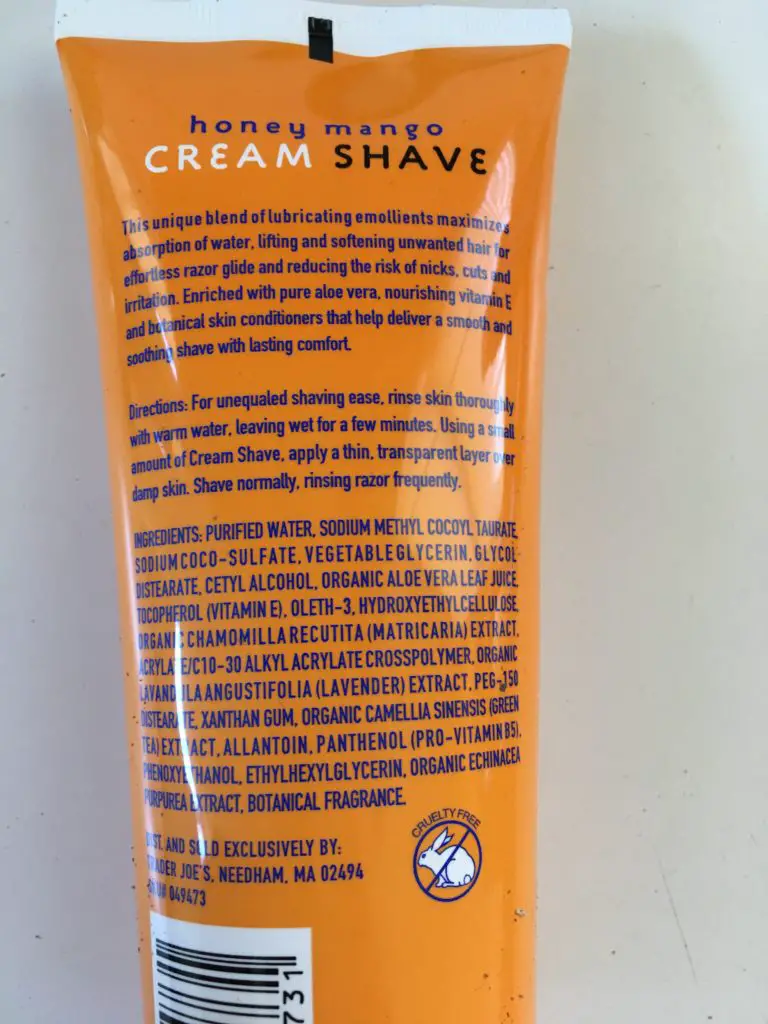 honey mango
CREAM SHAVE
This unique blend of lubricating emollients maximizes
absorption of water, lifting and softening unwanted hair for
effortless razor glide and reducing the risk of nicks, cuts and
irritation. Enriched with pure aloe vera, nourishing vitamin E
and botanical skin conditioners that help deliver a smooth and
soothing shave with lasting comfort.
Directions: For unequaled shaving ease, rinse skin thoroughly
with warm water, leaving wet for a few minutes. Using a small
amount of Cream Shave, apply a thin, transparent layer over
damp skin. Shave normally, rinsing razor frequently.
INGREDIENTS: PURIFIED WATER, SODIUM METHYL COCOYL TAURATE,
SODIUM COCO-SULFATE, VEGETABLE GLYCERIN, GLYCOL
DISTEARATE, CETYL ALCOHOL, ORGANIC ALOE VERA LEAF JUICE,
TOCOPHEROL (VITAMIN E), OLETH-3, HYDROXYETHYLCELLULOSE,
ORGANIC CHAMOMILLA RECUTITA (MATRICARIA) EXTRACT,
ACRYLATE/C10-30 ALKYL ACRYLATE CROSSPOLYMER, ORGANIC
LAVANDULA ANGUSTIFOLIA (LAVENDER) EXTRACT, PEG-150
DISTEARATE, XANTHAN GUM, ORGANIC CAMELLIA SINENSIS (GREEN
TEA) EXTRACT, ALLANTOIN, PANTHENOL (PRO-VITAMIN B5),
PHENOXYETHANOL, ETHYLHEXYLGLYCERIN, ORGANIC ECHINACEA
PURPUREA EXTRACT, BOTANICAL FRAGRANCE.
CRUELTY FREE
DIST. AND SOLD EXCLUSIVELY BY:
TRADER JOE'S, NEEDHAM, MA 02494
SKU# 049473
731